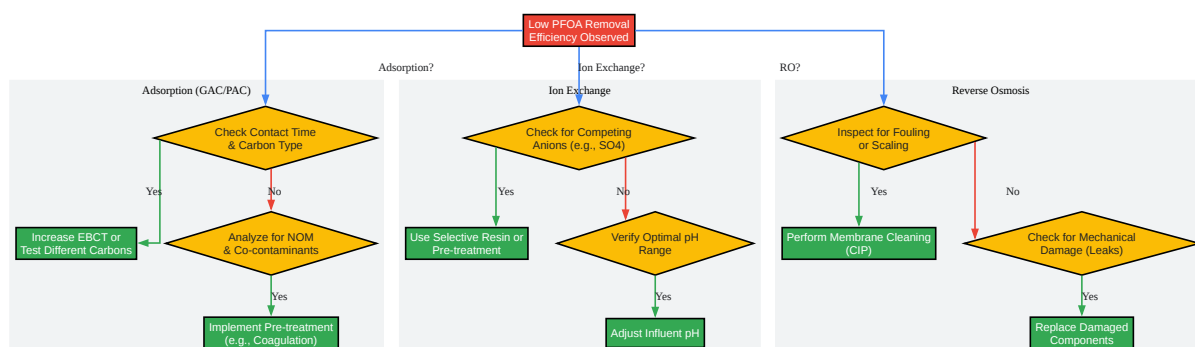 Low PFOA Removal
Efficiency Observed
Adsorption?
Ion Exchange?
RO?
Adsorption (GAC/PAC)
Ion Exchange
Reverse Osmosis
Check Contact Time
& Carbon Type
Check for Competing
Anions (e.g., SO4)
Inspect for Fouling
or Scaling
Yes
No
Yes
No
Yes
No
Increase EBCT or
Test Different Carbons
Analyze for NOM
& Co-contaminants
Use Selective Resin or
Pre-treatment
Verify Optimal pH
Range
Perform Membrane Cleaning
(CIP)
Check for Mechanical
Damage (Leaks)
Yes
Yes
Yes
Implement Pre-treatment
(e.g., Coagulation)
Adjust Influent pH
Replace Damaged
Components